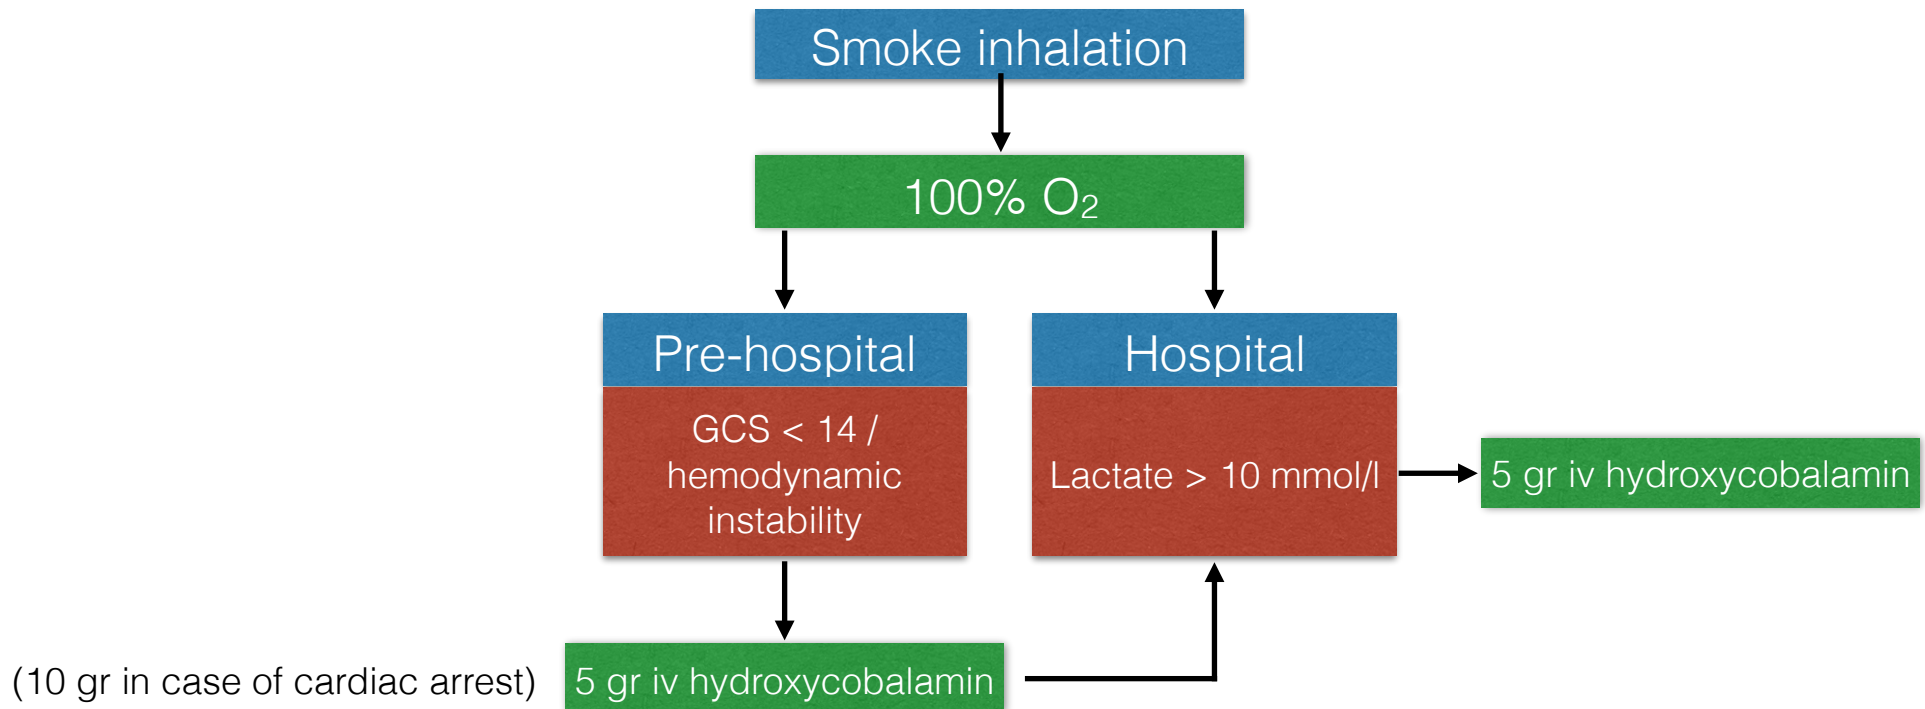 Smoke inhalation
100% O₂
Pre-hospital
GCS < 14 /
hemodynamic
instability
Hospital
Lactate > 10 mmol/l
5 gr iv hydroxycobalamin
(10 gr in case of cardiac arrest)
5 gr iv hydroxycobalamin